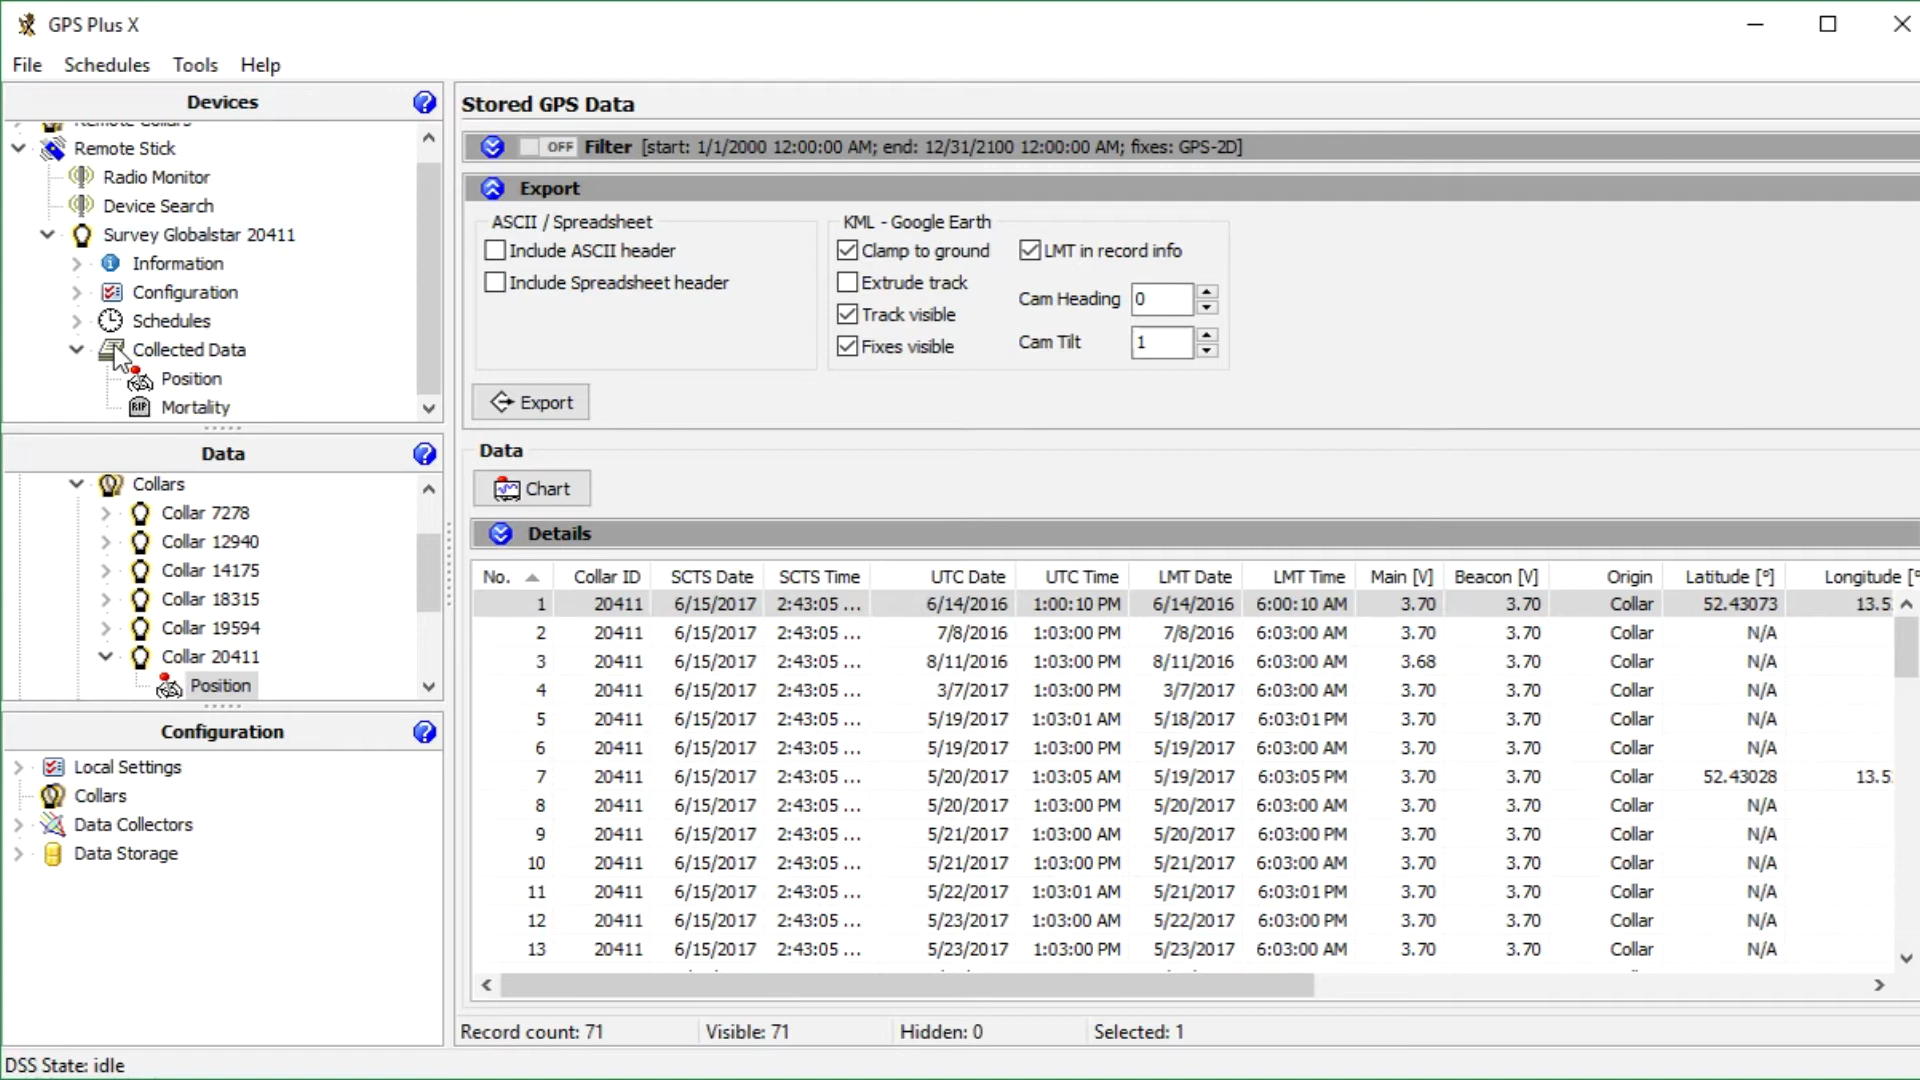 GPS Plus X
File Schedules Tools Help
Devices
Remote Collars
Remote Stick
Radio Monitor
Device Search
Survey Globalstar 20411
Information
Configuration
Schedules
Collected Data
Position
RIP Mortality
Data
Collars
Collar 7278
Collar 12940
Collar 14175
Collar 18315
Collar 19594
Collar 20411
Position
Configuration
Local Settings
Collars
Data Collectors
Data Storage
Stored GPS Data
OFF Filter [start: 1/1/2000 12:00:00 AM; end: 12/31/2100 12:00:00 AM; fixes: GPS-2D]
Export
ASCII / Spreadsheet
Include ASCII header
Include Spreadsheet header
KML - Google Earth
Clamp to ground LMT in record info
Extrude track
Cam Heading 0
Track visible
Cam Tilt 1
Fixes visible
Export
Data
Chart
Details
No. Collar ID SCTS Date SCTS Time UTC Date UTC Time LMT Date LMT Time Main [V] Beacon [V] Origin Latitude [°] Longitude [°
1 20411 6/15/2017 2:43:05 ... 6/14/2016 1:00:10 PM 6/14/2016 6:00:10 AM 3.70 3.70 Collar 52.43073 13.5
2 20411 6/15/2017 2:43:05 ... 7/8/2016 1:03:00 PM 7/8/2016 6:03:00 AM 3.70 3.70 Collar N/A
3 20411 6/15/2017 2:43:05 ... 8/11/2016 1:03:00 PM 8/11/2016 6:03:00 AM 3.68 3.70 Collar N/A
4 20411 6/15/2017 2:43:05 ... 3/7/2017 1:03:00 PM 3/7/2017 6:03:00 AM 3.70 3.70 Collar N/A
5 20411 6/15/2017 2:43:05 ... 5/19/2017 1:03:01 AM 5/18/2017 6:03:01 PM 3.70 3.70 Collar N/A
6 20411 6/15/2017 2:43:05 ... 5/19/2017 1:03:00 PM 5/19/2017 6:03:00 AM 3.70 3.70 Collar N/A
7 20411 6/15/2017 2:43:05 ... 5/20/2017 1:03:05 AM 5/19/2017 6:03:05 PM 3.70 3.70 Collar 52.43028 13.5
8 20411 6/15/2017 2:43:05 ... 5/20/2017 1:03:00 PM 5/20/2017 6:03:00 AM 3.70 3.70 Collar N/A
9 20411 6/15/2017 2:43:05 ... 5/21/2017 1:03:00 AM 5/20/2017 6:03:00 PM 3.70 3.70 Collar N/A
10 20411 6/15/2017 2:43:05 ... 5/21/2017 1:03:00 PM 5/21/2017 6:03:00 AM 3.70 3.70 Collar N/A
11 20411 6/15/2017 2:43:05 ... 5/22/2017 1:03:01 AM 5/21/2017 6:03:01 PM 3.70 3.70 Collar N/A
12 20411 6/15/2017 2:43:05 ... 5/23/2017 1:03:00 AM 5/22/2017 6:03:00 PM 3.70 3.70 Collar N/A
13 20411 6/15/2017 2:43:05 ... 5/23/2017 1:03:00 PM 5/23/2017 6:03:00 AM 3.70 3.70 Collar N/A
Record count: 71 Visible: 71 Hidden: 0 Selected: 1
DSS State: idle